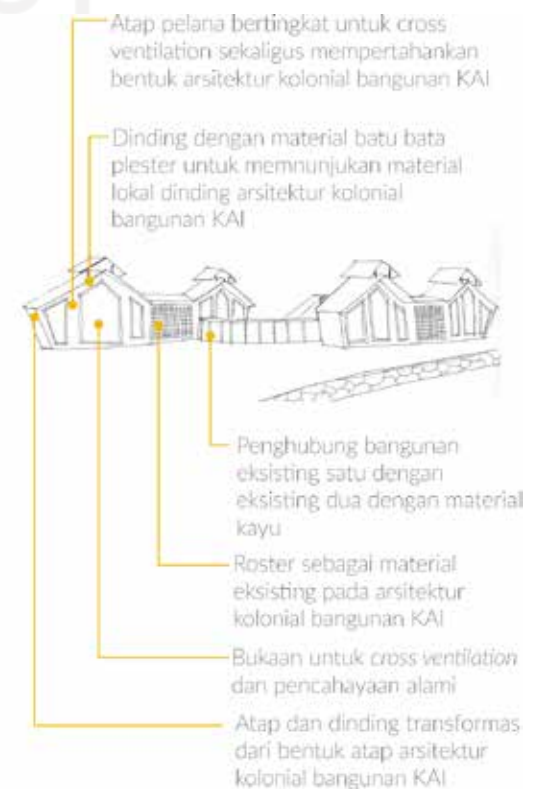 Atap pelana bertingkat untuk cross
ventilation sekaligus mempertahankan
bentuk arsitektur kolonial bangunan KAI
Dinding dengan material batu bata
plester untuk memnunjukan material
lokal dinding arsitektur kolonial
bangunan KAI
Penghubung bangunan
eksisting satu dengan
eksisting dua dengan material
kayu
Roster sebagai material
eksisting pada arsitektur
kolonial bangunan KAI
Bukaan untuk cross ventilation
dan pencahayaan alami
Atap dan dinding transformas
dari bentuk atap arsitektur
kolonial bangunan KAI